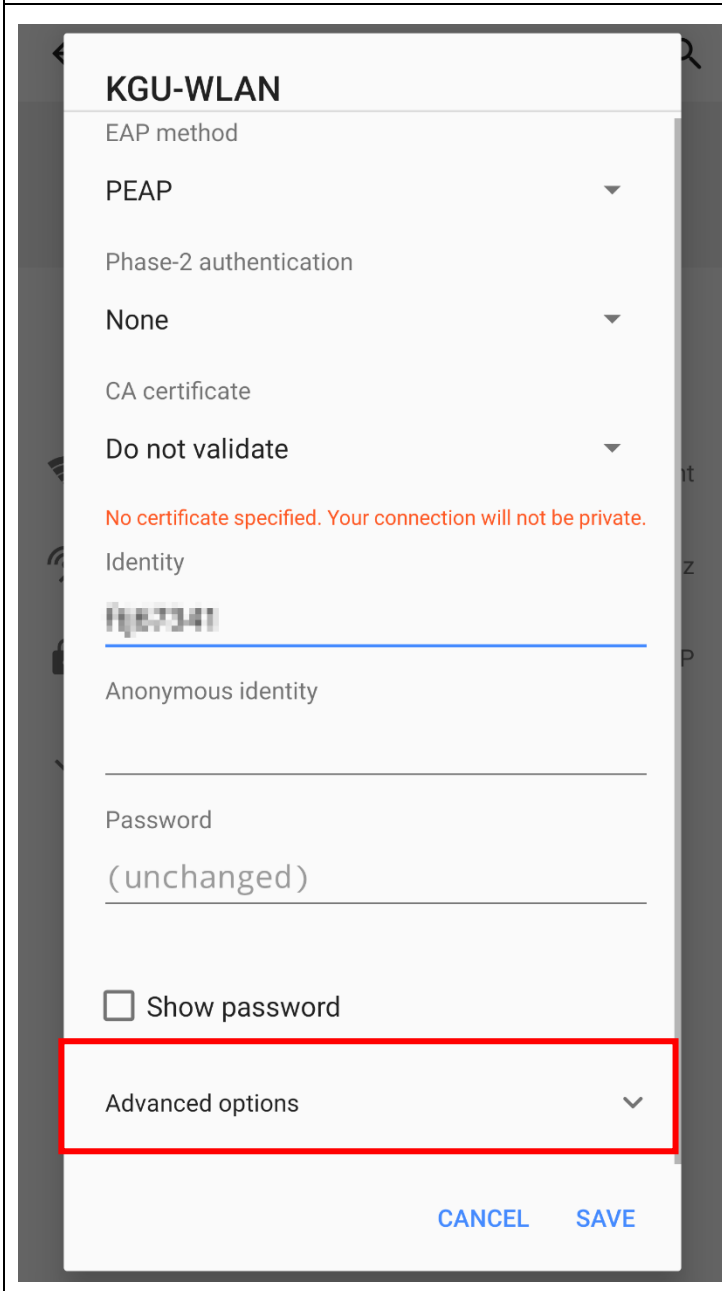 KGU-WLAN
EAP method
PEAP
Phase-2 authentication
None
CA certificate
Do not validate
No certificate specified. Your connection will not be private.
Identity
Anonymous identity
Password
(unchanged)
Show password
Advanced options
CANCEL SAVE